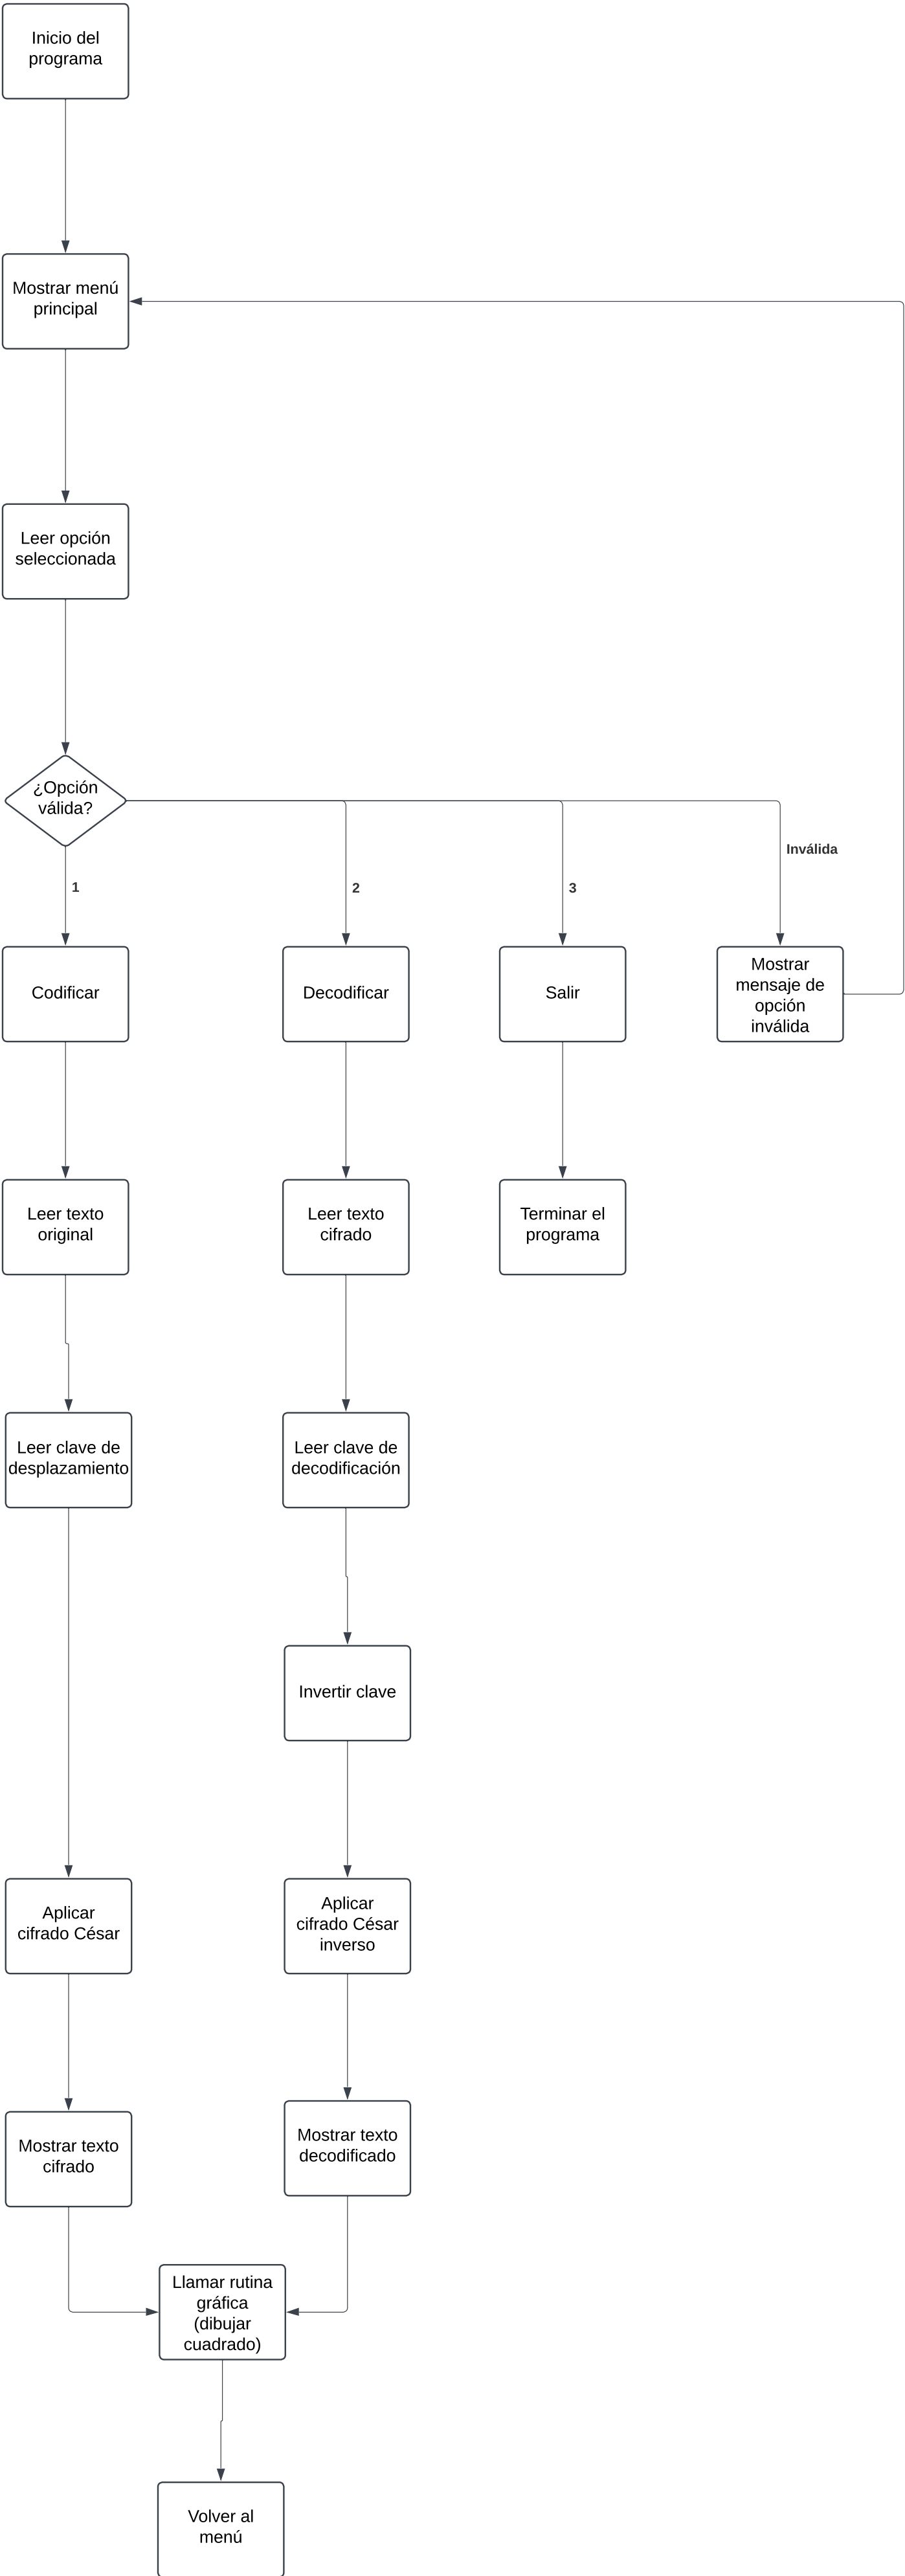 Inicio del
programa
Mostrar menú
principal
Leer opción
seleccionada
¿Opción
válida?
Inválida
1
2
3
Codificar
Decodificar
Salir
Mostrar
mensaje de
opción
inválida
Leer texto
original
Leer texto
cifrado
Terminar el
programa
Leer clave de
desplazamiento
Leer clave de
decodificación
Invertir clave
Aplicar
cifrado César
Aplicar
cifrado César
inverso
Mostrar texto
cifrado
Mostrar texto
decodificado
Llamar rutina
gráfica
(dibujar
cuadrado)
Volver al
menú